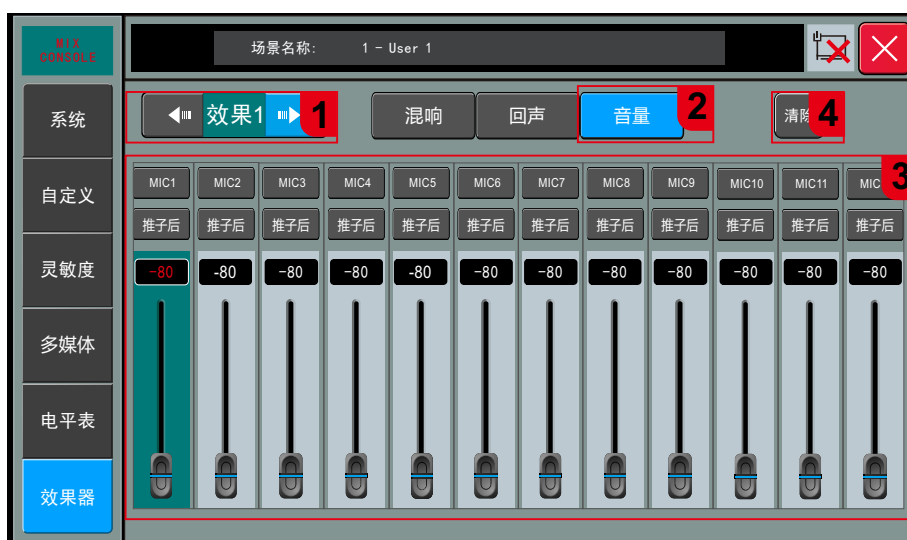 MIX
CONSOLE
场景名称: 1 - User 1
系统
自定义
灵敏度
多媒体
电平表
效果器
效果1 1 混响 回声 音量 2 清除 4
3
MIC1 MIC2 MIC3 MIC4 MIC5 MIC6 MIC7 MIC8 MIC9 MIC10 MIC11 MIC
推子后 推子后 推子后 推子后 推子后 推子后 推子后 推子后 推子后 推子后 推子后 推子后
-80 -80 -80 -80 -80 -80 -80 -80 -80 -80 -80 -80